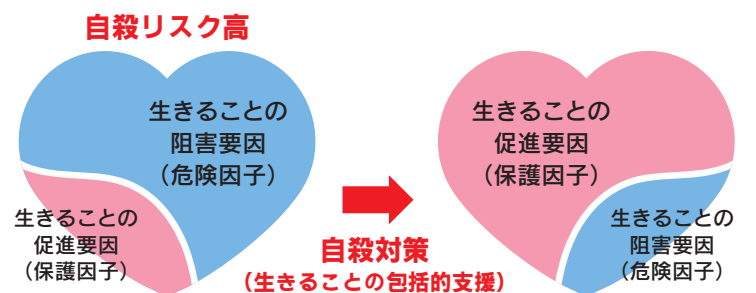 自殺リスク高
生きることの
阻害要因
（危険因子）
生きることの
促進要因
（保護因子）
自殺対策
（生きることの包括的支援）
生きることの
促進要因
（保護因子）
生きることの
阻害要因
（危険因子）